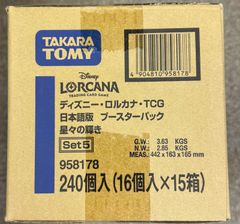 TAKARA
TOMY
Disney
LORCANA
TRADING CARD GAME
4 904810 958178
ディズニー・ロルカナ・TCG
日本語版 ブースターパック
星々の輝き
Set5
G.W.: 3.63 KGS
N.W.: 2.85 KGS
MEAS.: 442 x 163 x 165 mm
958178
240個入(16個入×15箱)